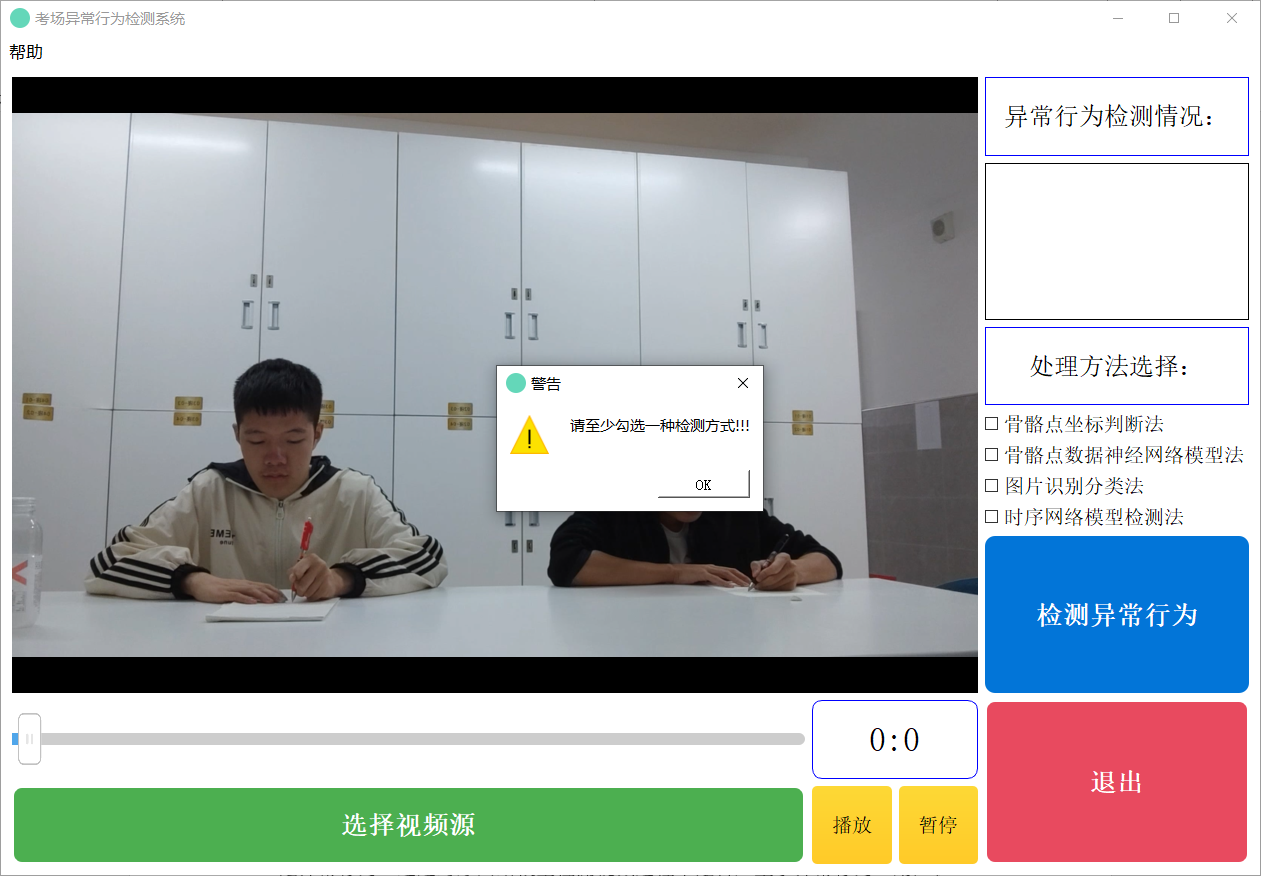 考场异常行为检测系统
帮助
异常行为检测情况：
处理方法选择：
警告
请至少勾选一种检测方式!!!
OK
骨骼点坐标判断法
骨骼点数据神经网络模型法
图片识别分类法
时序网络模型检测法
检测异常行为
0:0
退出
选择视频源
播放
暂停